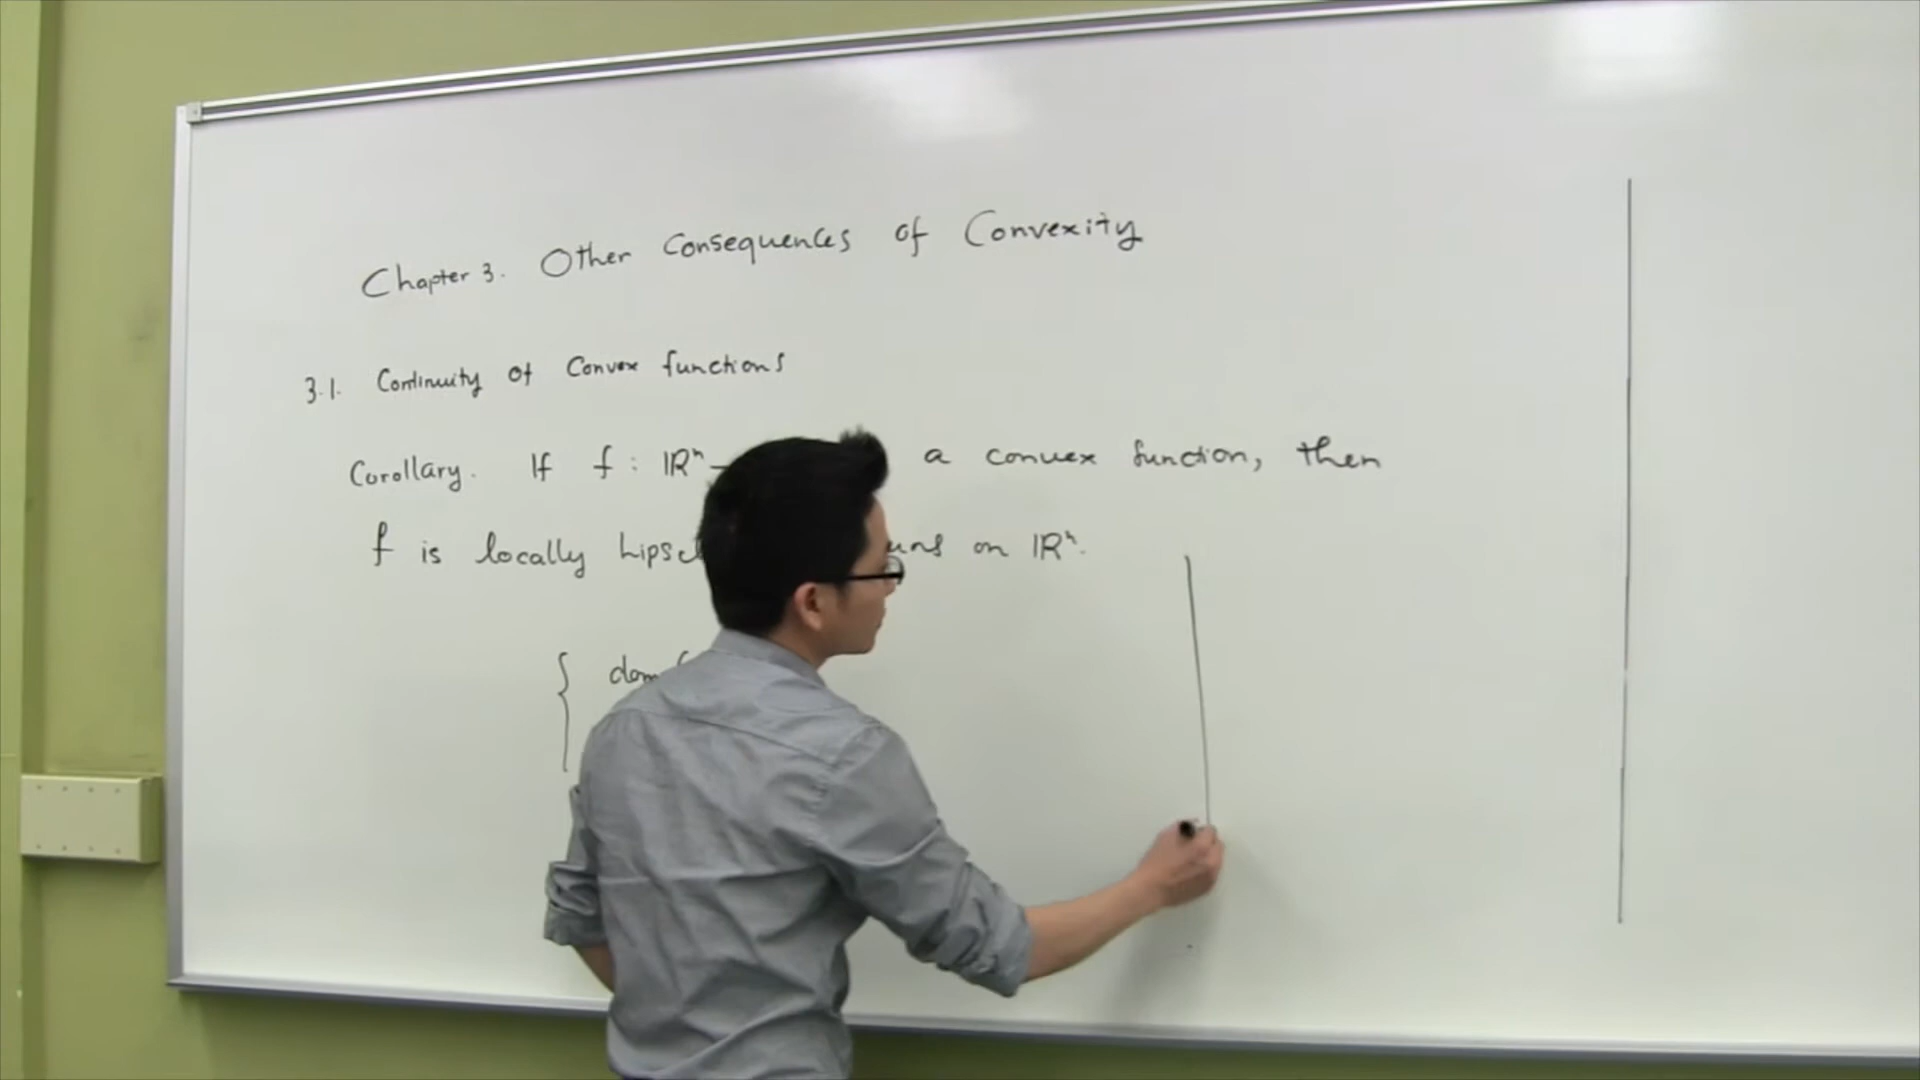 Chapter 3. Other Consequences of Convexity
3.1. Continuity of Convex functions
Corollary. If f : ℝⁿ a convex function, then
f is locally on ℝⁿ.
{ dom